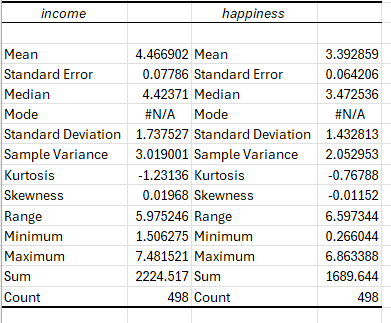 income happiness
Mean 4.466902 Mean 3.392859
Standard Error 0.07786 Standard Error 0.064206
Median 4.42371 Median 3.472536
Mode #N/A Mode #N/A
Standard Deviation 1.737527 Standard Deviation 1.432813
Sample Variance 3.019001 Sample Variance 2.052953
Kurtosis -1.23136 Kurtosis -0.76788
Skewness 0.01968 Skewness -0.01152
Range 5.975246 Range 6.597344
Minimum 1.506275 Minimum 0.266044
Maximum 7.481521 Maximum 6.863388
Sum 2224.517 Sum 1689.644
Count 498 Count 498